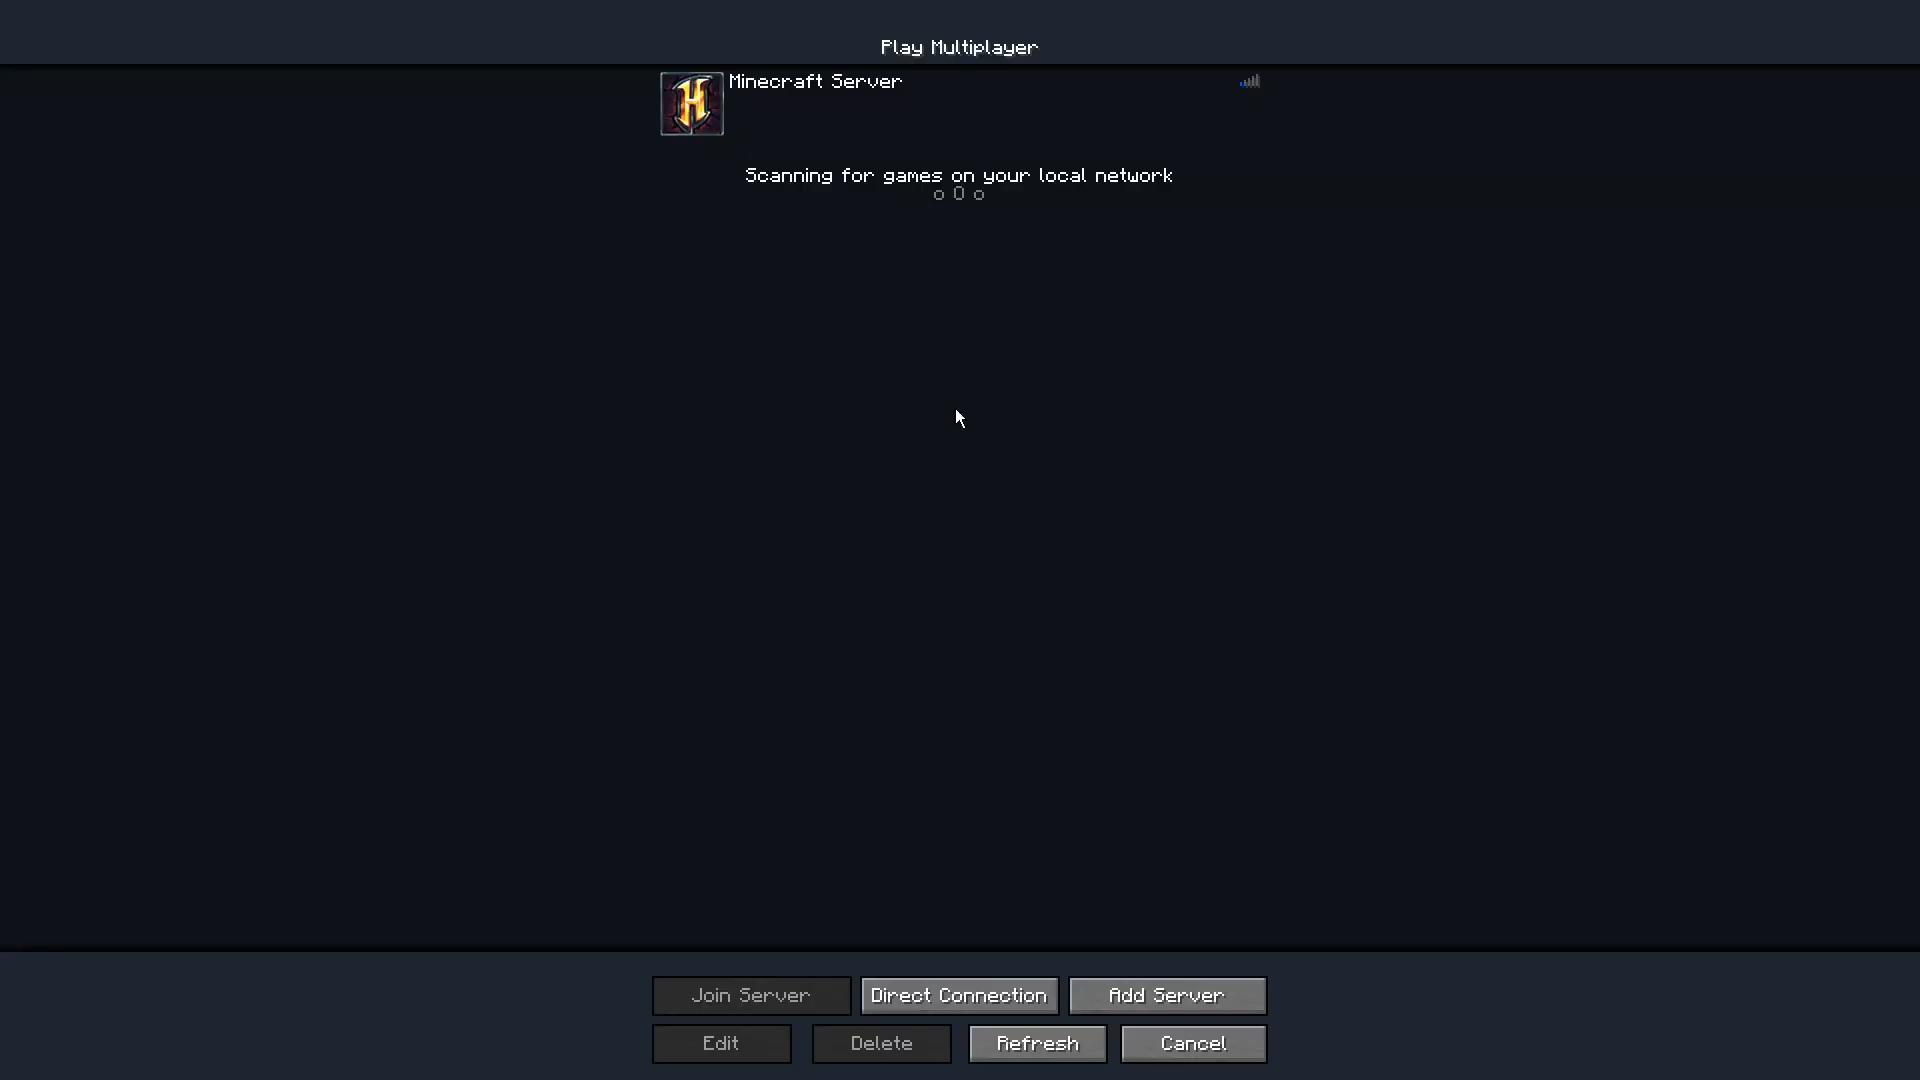 Play Multiplayer
H
Minecraft Server
Scanning for games on your local network
o O o
Join Server
Direct Connection
Add Server
Edit
Delete
Refresh
Cancel